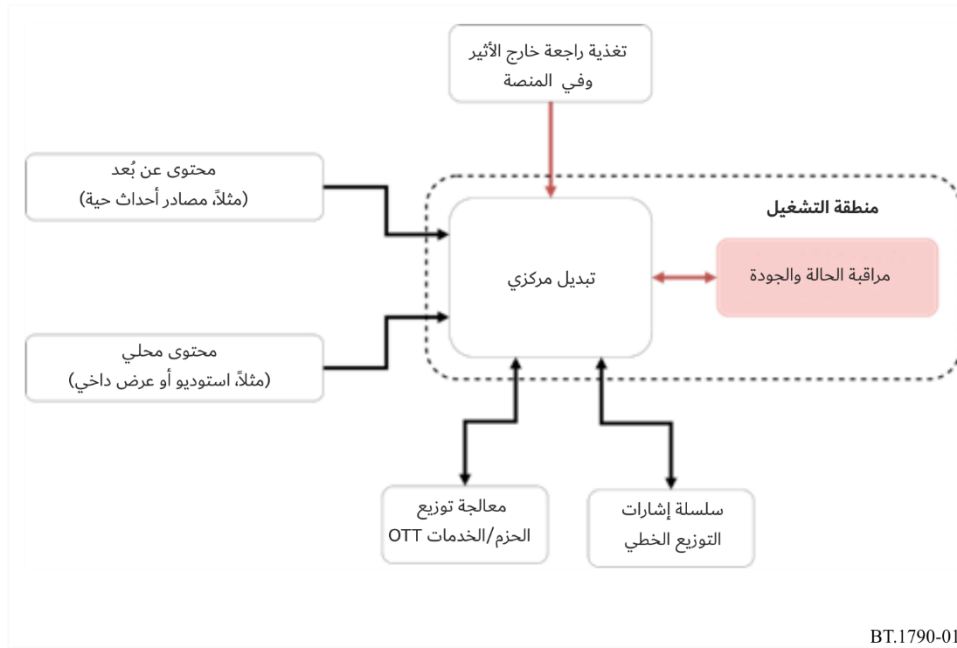 تغذية راجعة خارج الأثير
وفي المنصة
محتوى عن بُعد
(مثلاً، مصادر أحداث حية)
منطقة التشغيل
تبديل مركزي
مراقبة الحالة والجودة
محتوى محلي
(مثلاً، استوديو أو عرض داخي)
معالجة توزيع
الحزم/الخدمات OTT
سلسلة إشارات
التوزيع الخطي
BT.1790-01